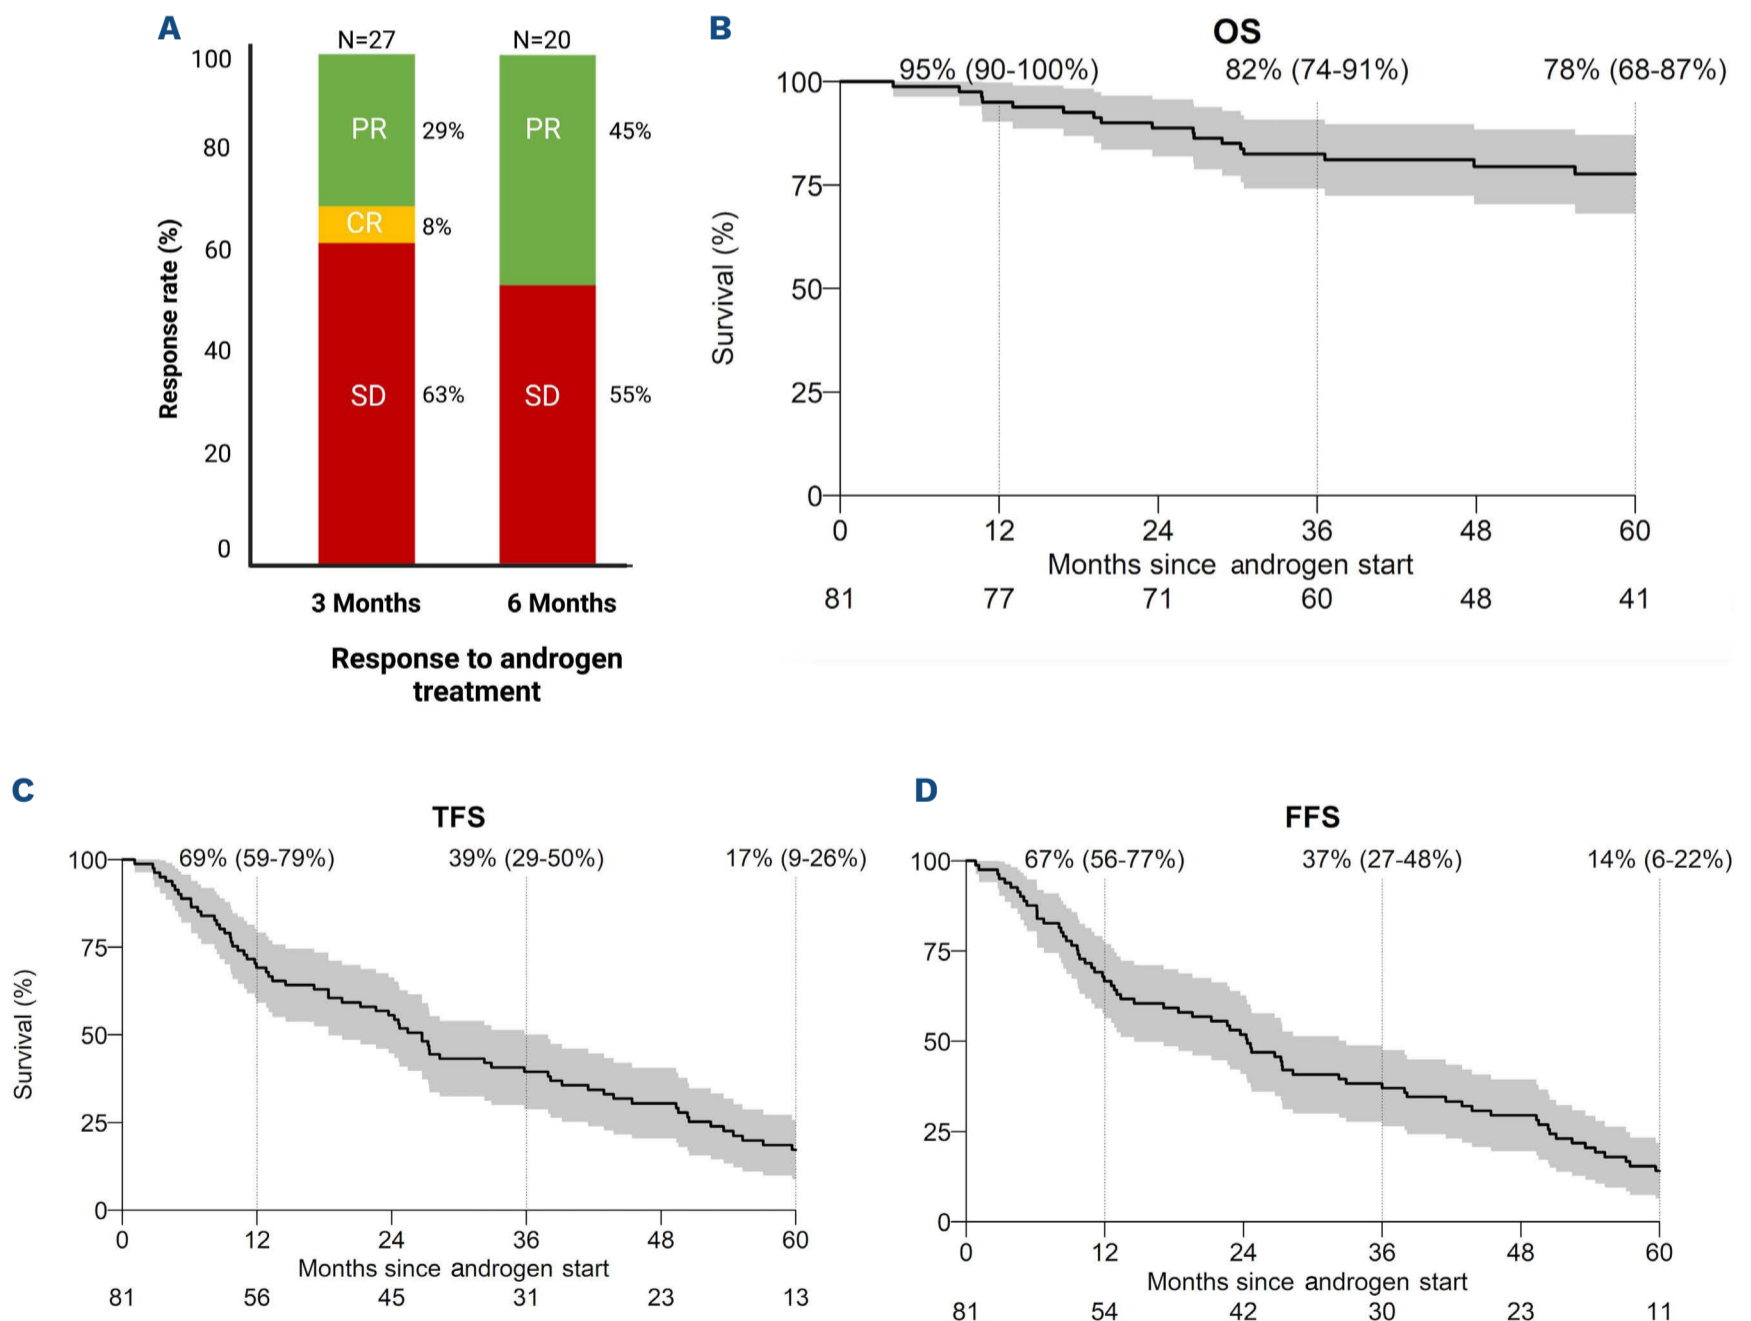 A
N=27
N=20
100
80
60
40
20
0
Response rate (%)
PR
29%
CR
8%
SD
63%
PR
45%
SD
55%
3 Months
6 Months
Response to androgen
treatment
B
OS
95% (90-100%)
82% (74-91%)
78% (68-87%)
100
75
50
25
0
Survival (%)
0 12 24 36 48 60
Months since androgen start
81 77 71 60 48 41
C
TFS
69% (59-79%)
39% (29-50%)
17% (9-26%)
100
75
50
25
0
Survival (%)
0 12 24 36 48 60
Months since androgen start
81 56 45 31 23 13
D
FFS
67% (56-77%)
37% (27-48%)
14% (6-22%)
100
75
50
25
0
0 12 24 36 48 60
Months since androgen start
81 54 42 30 23 11